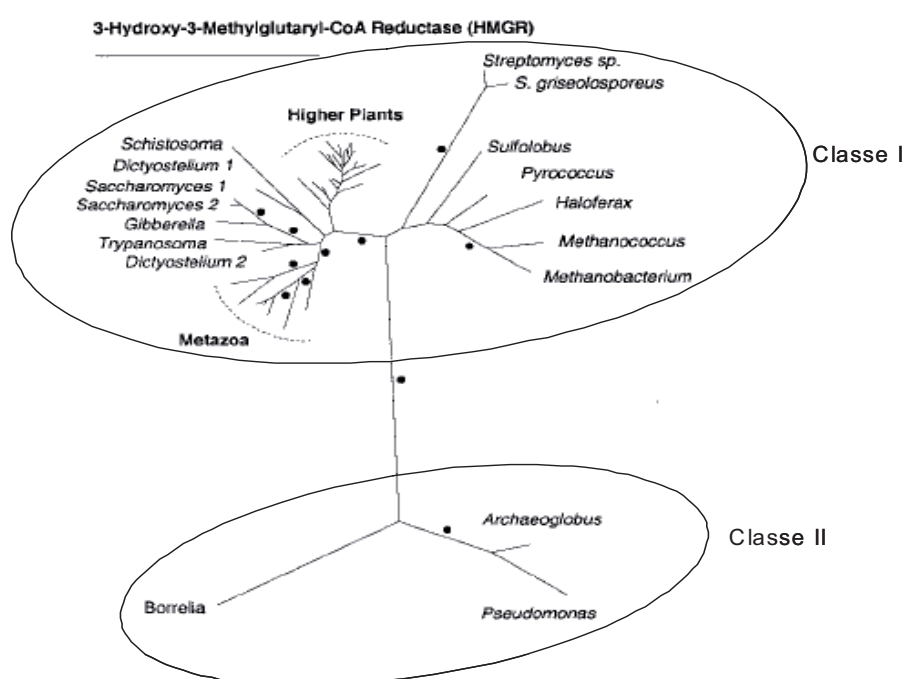 3-Hydroxy-3-Methylglutaryl-CoA Reductase (HMGR)
Streptomyces sp.
S. griseolosporeus
Higher Plants
Schistosoma
Dictyostelium 1
Saccharomyces 1
Saccharomyces 2
Gibberella
Trypanosoma
Dictyostelium 2
Metazoa
Sulfolobus
Pyrococcus
Haloferax
Methanococcus
Methanobacterium
Classe I
Archaeoglobus
Classe II
Borrelia
Pseudomonas